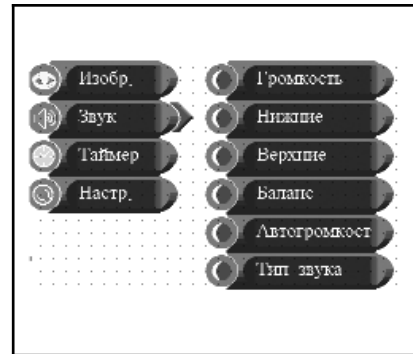 Изобр.
Звук
Таймер
Настр.
Громкость
Нижние
Верхние
Баланс
Автогромкост
Тип звука